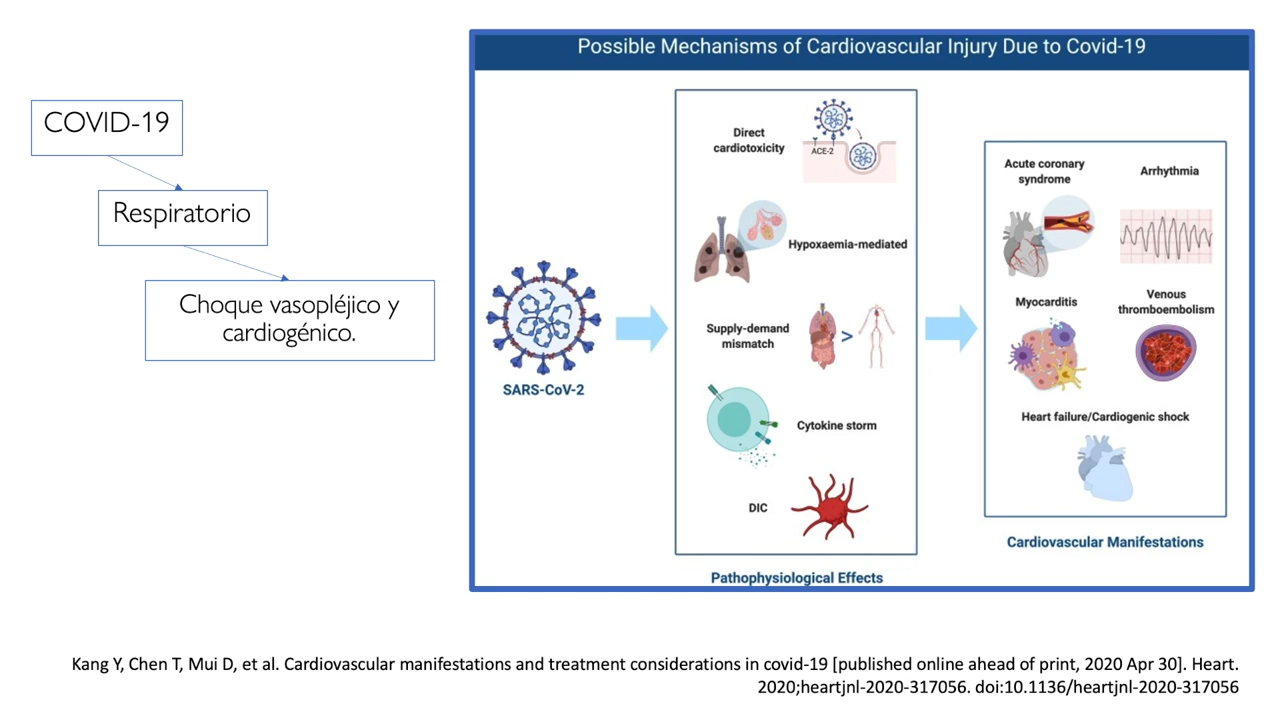 COVID-19
Respiratorio
Choque vasopléjico y
cardiogénico.
Possible Mechanisms of Cardiovascular Injury Due to Covid-19
SARS-CoV-2
Direct
cardiotoxicity
ACE-2
Hypoxaemia-mediated
Supply-demand
mismatch
>
Cytokine storm
DIC
Pathophysiological Effects
Acute coronary
syndrome
Arrhythmia
Myocarditis
Venous
thromboembolism
Heart failure/Cardiogenic shock
Cardiovascular Manifestations
Kang Y, Chen T, Mui D, et al. Cardiovascular manifestations and treatment considerations in covid-19 [published online ahead of print, 2020 Apr 30]. Heart.
2020;heartjnl-2020-317056. doi:10.1136/heartjnl-2020-317056